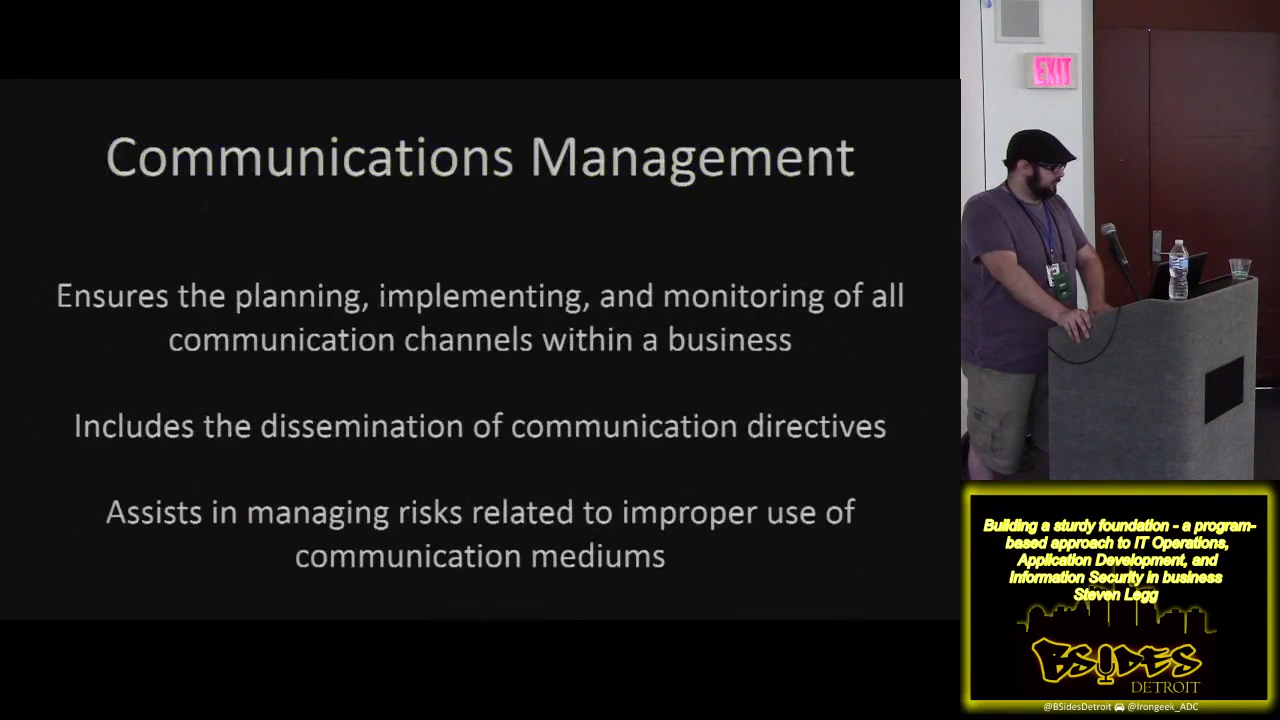 Communications Management
Ensures the planning, implementing, and monitoring of all
communication channels within a business
Includes the dissemination of communication directives
Assists in managing risks related to improper use of
communication mediums
EXIT
Building a sturdy foundation - a program-
based approach to IT Operations,
Application Development, and
Information Security in business
Steven Legg
BSIDES
DETROIT
@BSidesDetroit @Irongeek_ADC